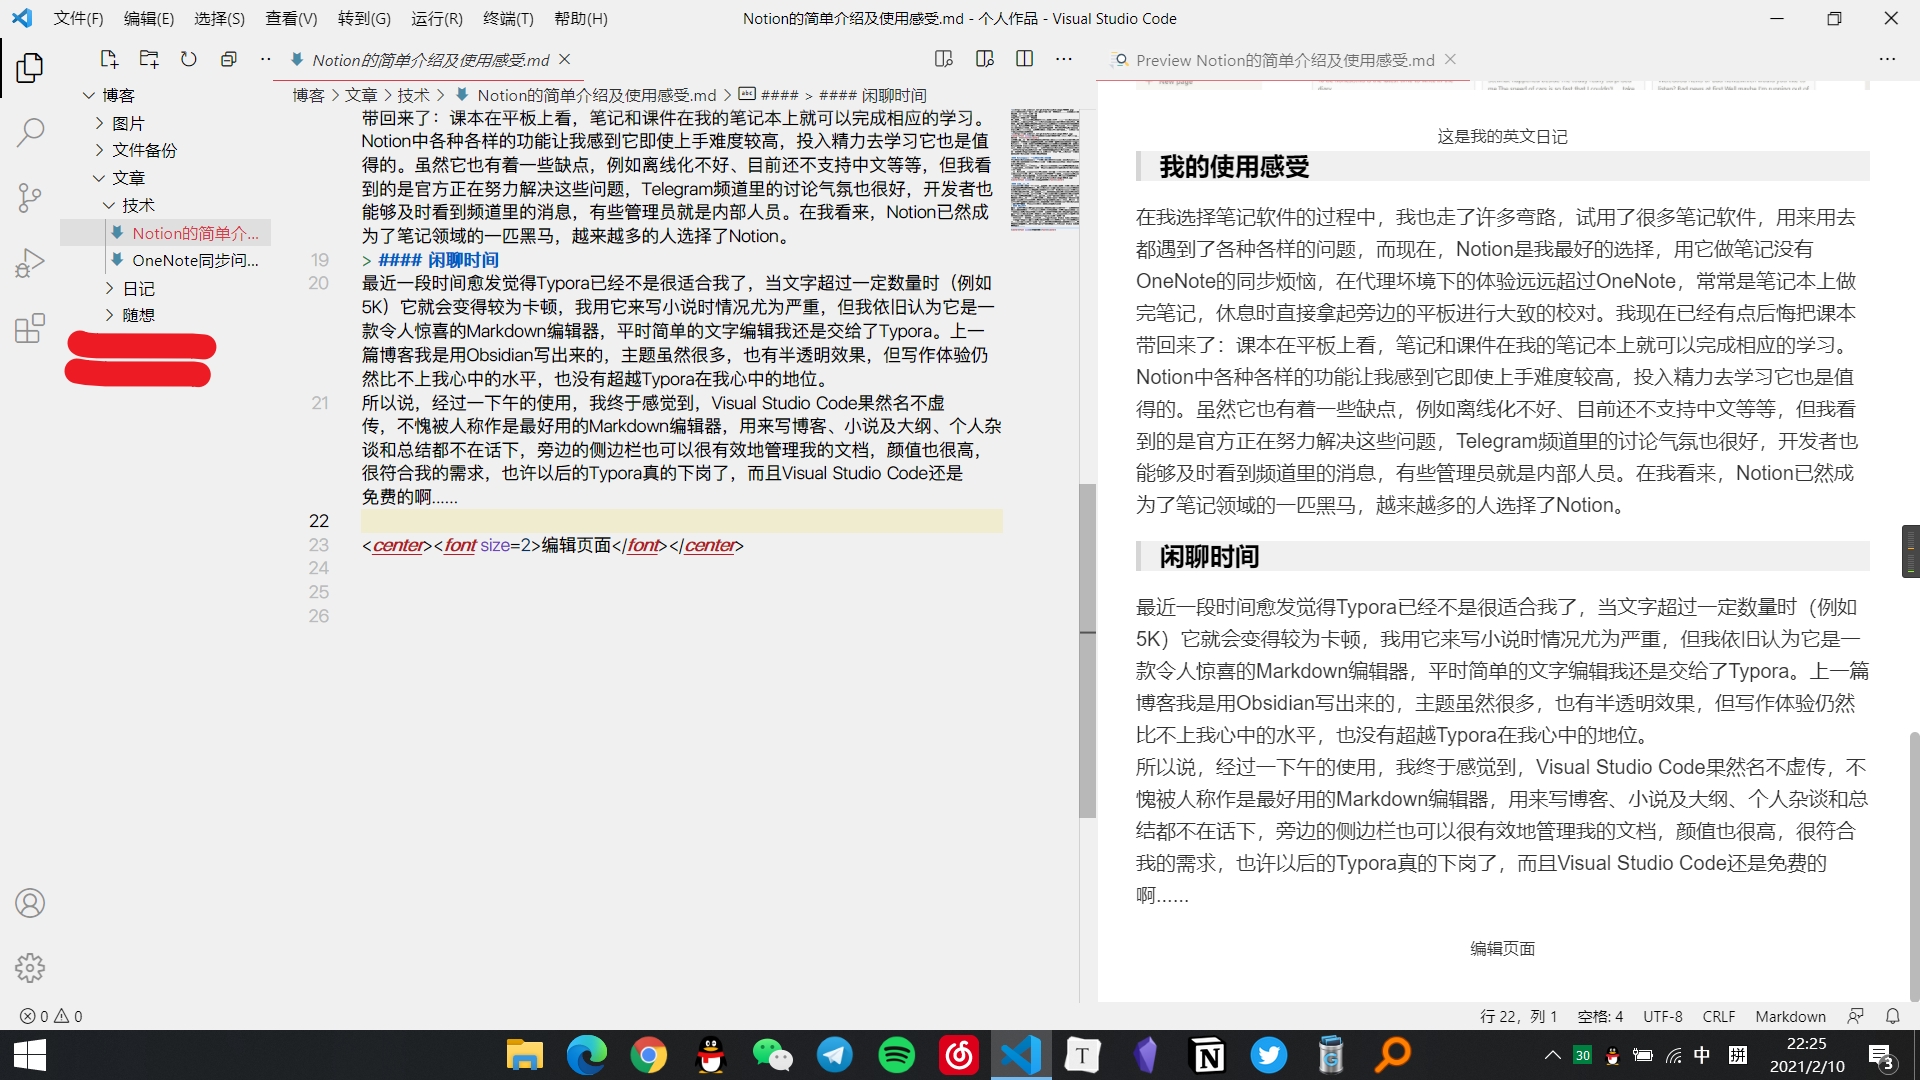 文件(F) 编辑(E) 选择(S) 查看(V) 转到(G) 运行(R) 终端(T) 帮助(H) Notion的简单介绍及使用感受.md - 个人作品 - Visual Studio Code
Notion的简单介绍及使用感受.md
Preview Notion的简单介绍及使用感受.md
博客
图片
文件备份
文章
技术
Notion的简单介...
OneNote同步问...
日记
随想
博客 > 文章 > 技术 > Notion的简单介绍及使用感受.md > #### > #### 闲聊时间
带回来了：课本在平板上看，笔记和课件在我的笔记本上就可以完成相应的学习。
Notion中各种各样的功能让我感到它即使上手难度较高，投入精力去学习它也是值
得的。虽然它也有着一些缺点，例如离线化不好、目前还不支持中文等等，但我看
到的是官方正在努力解决这些问题，Telegram频道里的讨论气氛也很好，开发者也
能够及时看到频道里的消息，有些管理员就是内部人员。在我看来，Notion已然成
为了笔记领域的一匹黑马，越来越多的人选择了Notion。
19 > #### 闲聊时间
20 最近一段时间愈发觉得Typora已经不是很适合我了，当文字超过一定数量时（例如
5K）它就会变得较为卡顿，我用它来写小说时情况尤为严重，但我依旧认为它是一
款令人惊喜的Markdown编辑器，平时简单的文字编辑我还是交给了Typora。上一
篇博客我是用Obsidian写出来的，主题虽然很多，也有半透明效果，但写作体验仍
然比不上我心中的水平，也没有超越Typora在我心中的地位。
21 所以说，经过一下午的使用，我终于感觉到，Visual Studio Code果然名不虚
传，不愧被人称作是最好用的Markdown编辑器，用来写博客、小说及大纲、个人杂
谈和总结都不在话下，旁边的侧边栏也可以很有效地管理我的文档，颜值也很高，
很符合我的需求，也许以后的Typora真的下岗了，而且Visual Studio Code还是
免费的啊......
22
23 <center><font size=2>编辑页面</font></center>
24
25
26
New page
这是我的英文日记
我的使用感受
在我选择笔记软件的过程中，我也走了许多弯路，试用了很多笔记软件，用来用去
都遇到了各种各样的问题，而现在，Notion是我最好的选择，用它做笔记没有
OneNote的同步烦恼，在代理坏境下的体验远远超过OneNote，常常是笔记本上做
完笔记，休息时直接拿起旁边的平板进行大致的校对。我现在已经有点后悔把课本
带回来了：课本在平板上看，笔记和课件在我的笔记本上就可以完成相应的学习。
Notion中各种各样的功能让我感到它即使上手难度较高，投入精力去学习它也是值
得的。虽然它也有着一些缺点，例如离线化不好、目前还不支持中文等等，但我看
到的是官方正在努力解决这些问题，Telegram频道里的讨论气氛也很好，开发者也
能够及时看到频道里的消息，有些管理员就是内部人员。在我看来，Notion已然成
为了笔记领域的一匹黑马，越来越多的人选择了Notion。
闲聊时间
最近一段时间愈发觉得Typora已经不是很适合我了，当文字超过一定数量时（例如
5K）它就会变得较为卡顿，我用它来写小说时情况尤为严重，但我依旧认为它是一
款令人惊喜的Markdown编辑器，平时简单的文字编辑我还是交给了Typora。上一篇
博客我是用Obsidian写出来的，主题虽然很多，也有半透明效果，但写作体验仍然
比不上我心中的水平，也没有超越Typora在我心中的地位。
所以说，经过一下午的使用，我终于感觉到，Visual Studio Code果然名不虚传，不
愧被人称作是最好用的Markdown编辑器，用来写博客、小说及大纲、个人杂谈和总
结都不在话下，旁边的侧边栏也可以很有效地管理我的文档，颜值也很高，很符合
我的需求，也许以后的Typora真的下岗了，而且Visual Studio Code还是免费的
啊......
编辑页面
0 0 行 22，列 1 空格: 4 UTF-8 CRLF Markdown
30 中 拼 22:25
2021/2/10 3